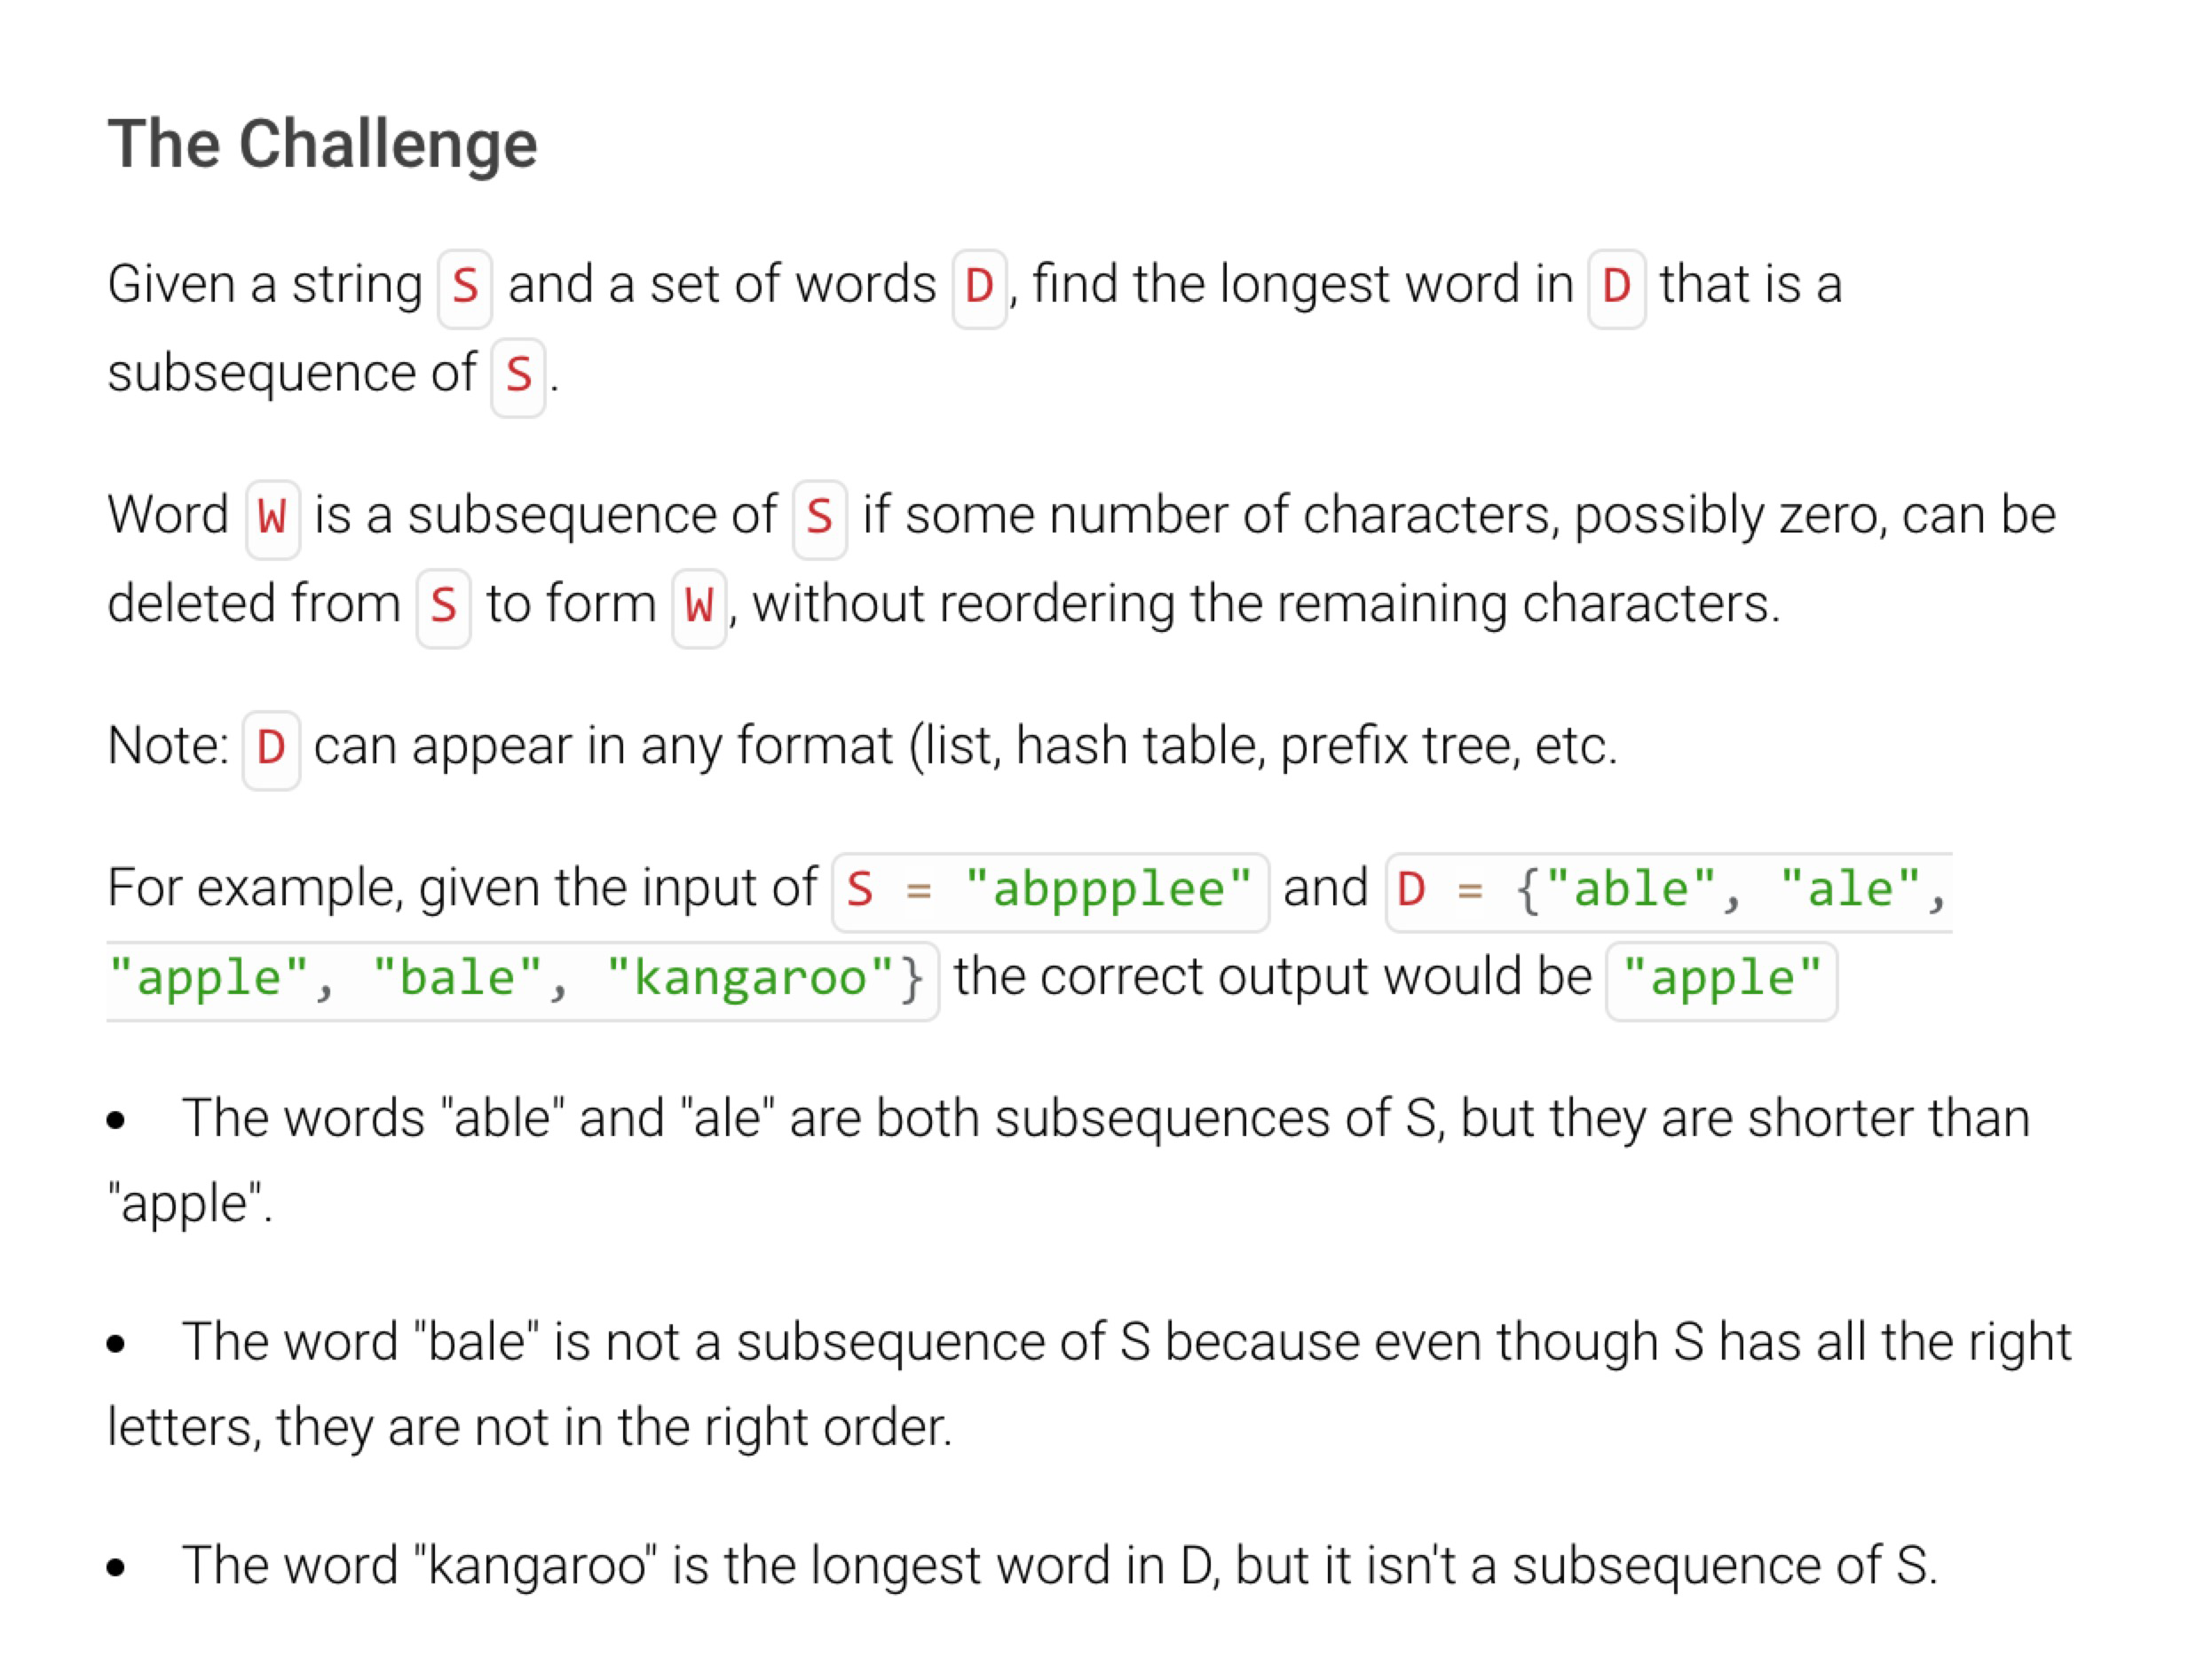 The Challenge
Given a string S and a set of words D, find the longest word in D that is a
subsequence of S.
Word W is a subsequence of S if some number of characters, possibly zero, can be
deleted from S to form W, without reordering the remaining characters.
Note: D can appear in any format (list, hash table, prefix tree, etc.
For example, given the input of S = "abppplee" and D = {"able", "ale",
"apple", "bale", "kangaroo"} the correct output would be "apple"
• The words "able" and "ale" are both subsequences of S, but they are shorter than
"apple".
• The word "bale" is not a subsequence of S because even though S has all the right
letters, they are not in the right order.
• The word "kangaroo" is the longest word in D, but it isn't a subsequence of S.